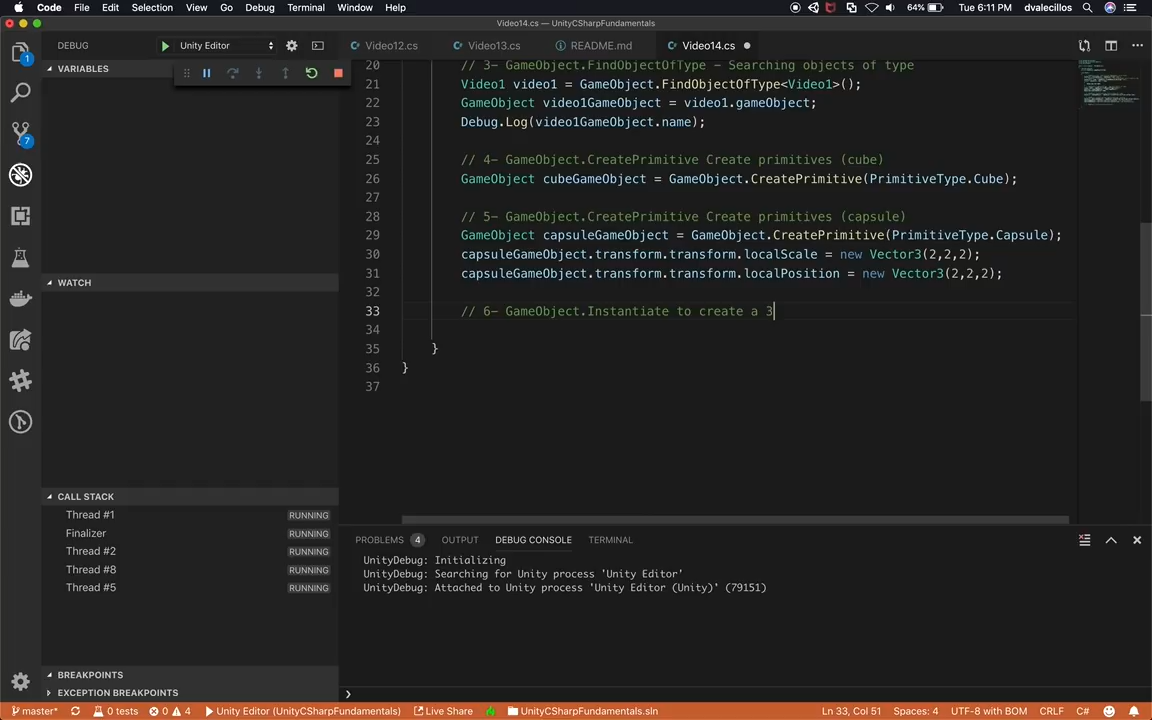 Code File Edit Selection View Go Debug Terminal Window Help 64% Tue 6:11 PM dvalecillos
Video14.cs — UnityCSharpFundamentals
DEBUG Unity Editor Video12.cs Video13.cs README.md Video14.cs
VARIABLES
WATCH
CALL STACK
Thread #1 RUNNING
Finalizer RUNNING
Thread #2 RUNNING
Thread #8 RUNNING
Thread #5 RUNNING
BREAKPOINTS
EXCEPTION BREAKPOINTS
1
7
20 // 3- GameObject.FindObjectOfType - Searching objects of type
21 Video1 video1 = GameObject.FindObjectOfType<Video1>();
22 GameObject video1GameObject = video1.gameObject;
23 Debug.Log(video1GameObject.name);
24
25 // 4- GameObject.CreatePrimitive Create primitives (cube)
26 GameObject cubeGameObject = GameObject.CreatePrimitive(PrimitiveType.Cube);
27
28 // 5- GameObject.CreatePrimitive Create primitives (capsule)
29 GameObject capsuleGameObject = GameObject.CreatePrimitive(PrimitiveType.Capsule);
30 capsuleGameObject.transform.transform.localScale = new Vector3(2,2,2);
31 capsuleGameObject.transform.transform.localPosition = new Vector3(2,2,2);
32
33 // 6- GameObject.Instantiate to create a 3
34
35 }
36 }
37
PROBLEMS 4 OUTPUT DEBUG CONSOLE TERMINAL
UnityDebug: Initializing
UnityDebug: Searching for Unity process 'Unity Editor'
UnityDebug: Attached to Unity process 'Unity Editor (Unity)' (79151)
master* 0 tests 0 4 Unity Editor (UnityCSharpFundamentals) Live Share UnityCSharpFundamentals.sln Ln 33, Col 51 Spaces: 4 UTF-8 with BOM CRLF C#